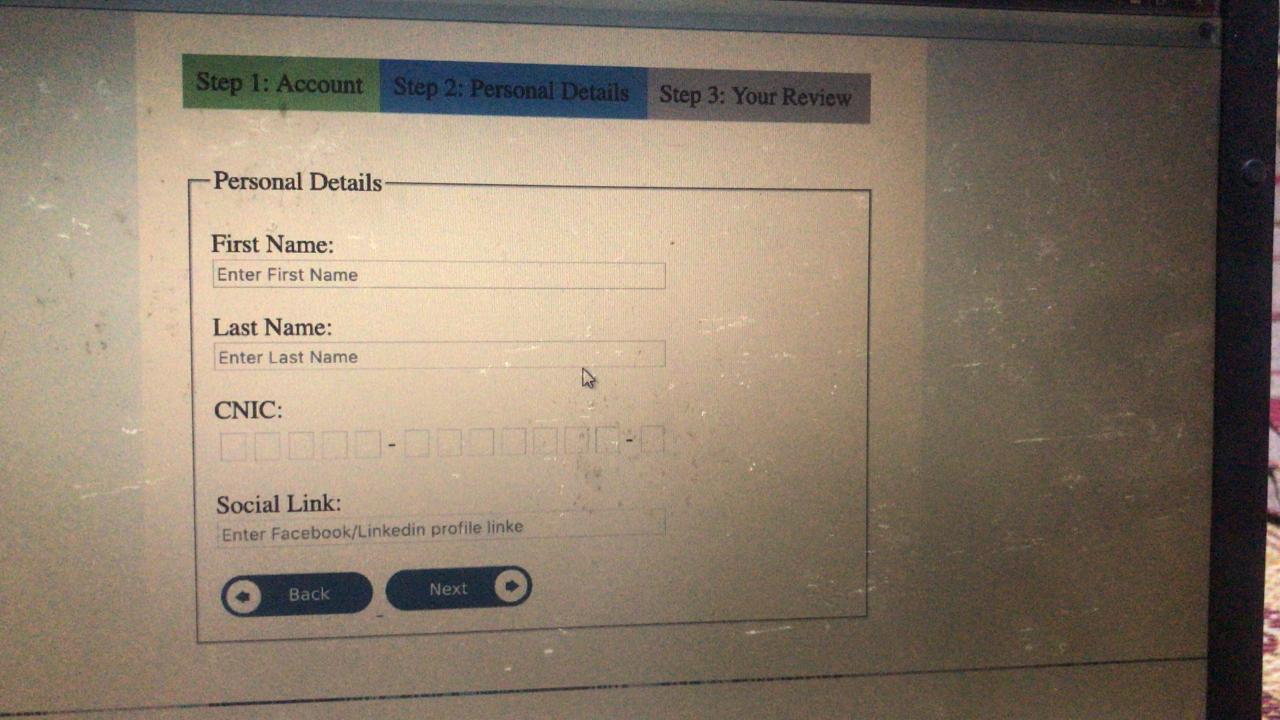 Step 1: Account Step 2: Personal Details Step 3: Your Review
Personal Details
First Name:
Enter First Name
Last Name:
Enter Last Name
CNIC:
- -
Social Link:
Enter Facebook/Linkedin profile linke
Back Next